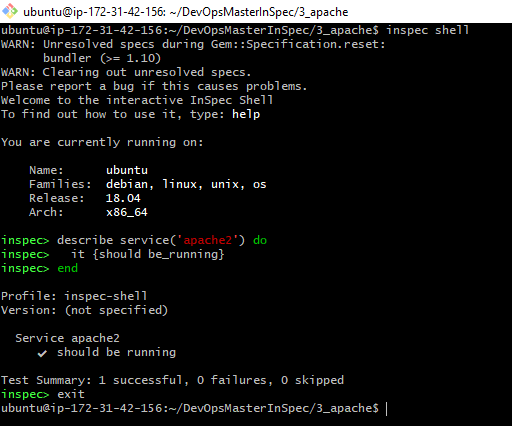 ubuntu@ip-172-31-42-156: ~/DevOpsMasterInSpec/3_apache
ubuntu@ip-172-31-42-156:~/DevOpsMasterInSpec/3_apache$ inspec shell
WARN: Unresolved specs during Gem::Specification.reset:
      bundler (>= 1.10)
WARN: Clearing out unresolved specs.
Please report a bug if this causes problems.
Welcome to the interactive InSpec Shell
To find out how to use it, type: help
You are currently running on:
    Name:      ubuntu
    Families:  debian, linux, unix, os
    Release:   18.04
    Arch:      x86_64
inspec> describe service('apache2') do
inspec>   it {should be_running}
inspec> end
Profile: inspec-shell
Version: (not specified)
  Service apache2
     ✔ should be running
Test Summary: 1 successful, 0 failures, 0 skipped
inspec> exit
ubuntu@ip-172-31-42-156:~/DevOpsMasterInSpec/3_apache$